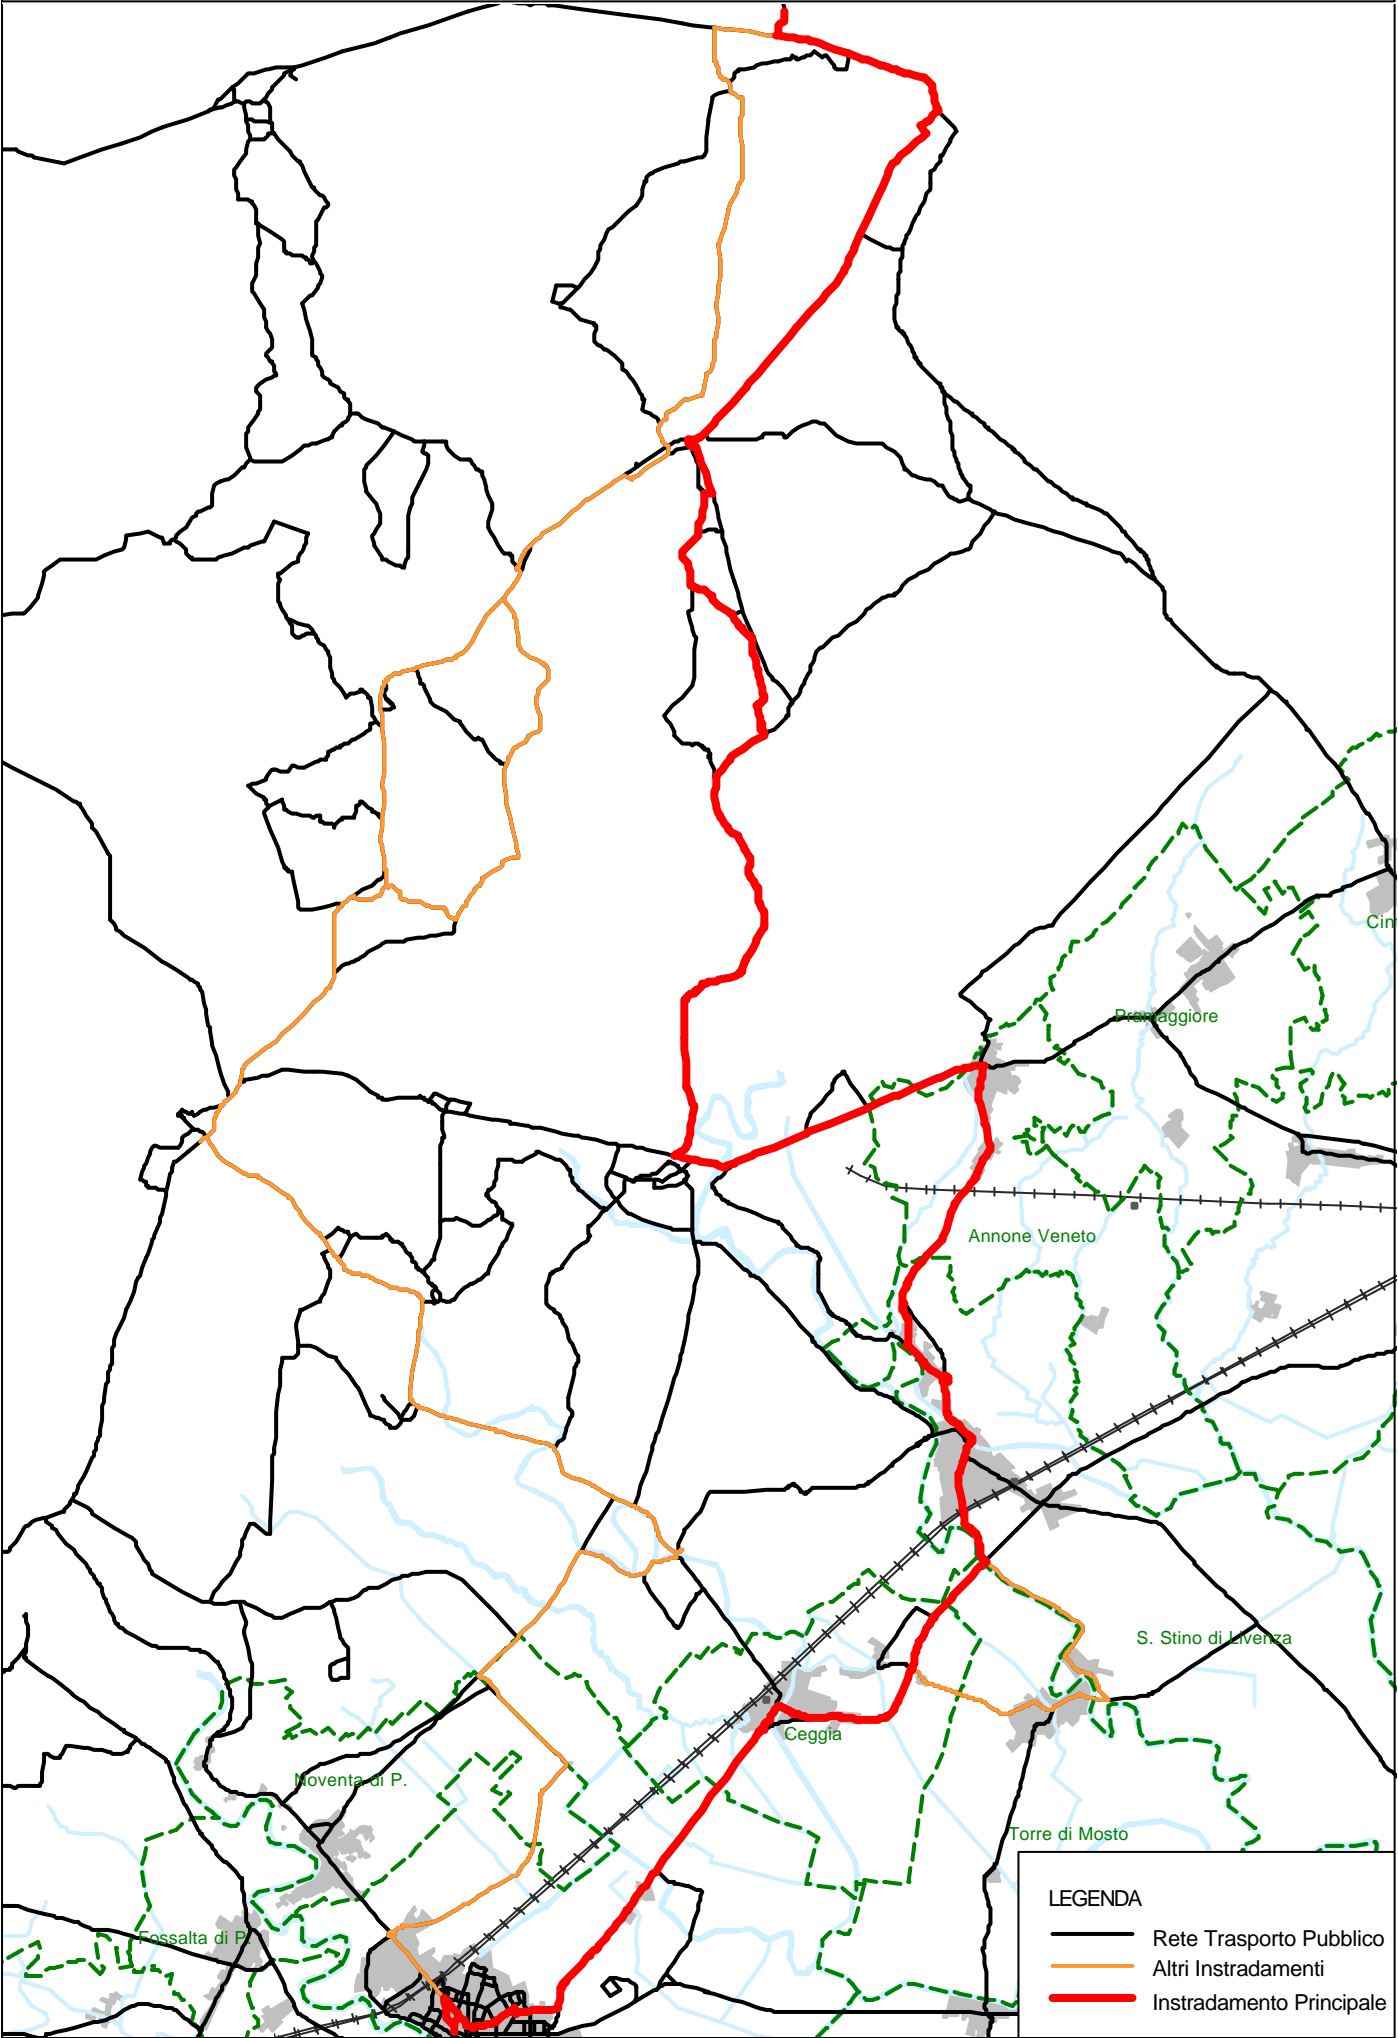 Pramaggiore
Annone Veneto
S. Stino di Livenza
Ceggia
Noventa di P.
Torre di Mosto
Fossalta di P.
LEGENDA
Rete Trasporto Pubblico
Altri Instradamenti
Instradamento Principale